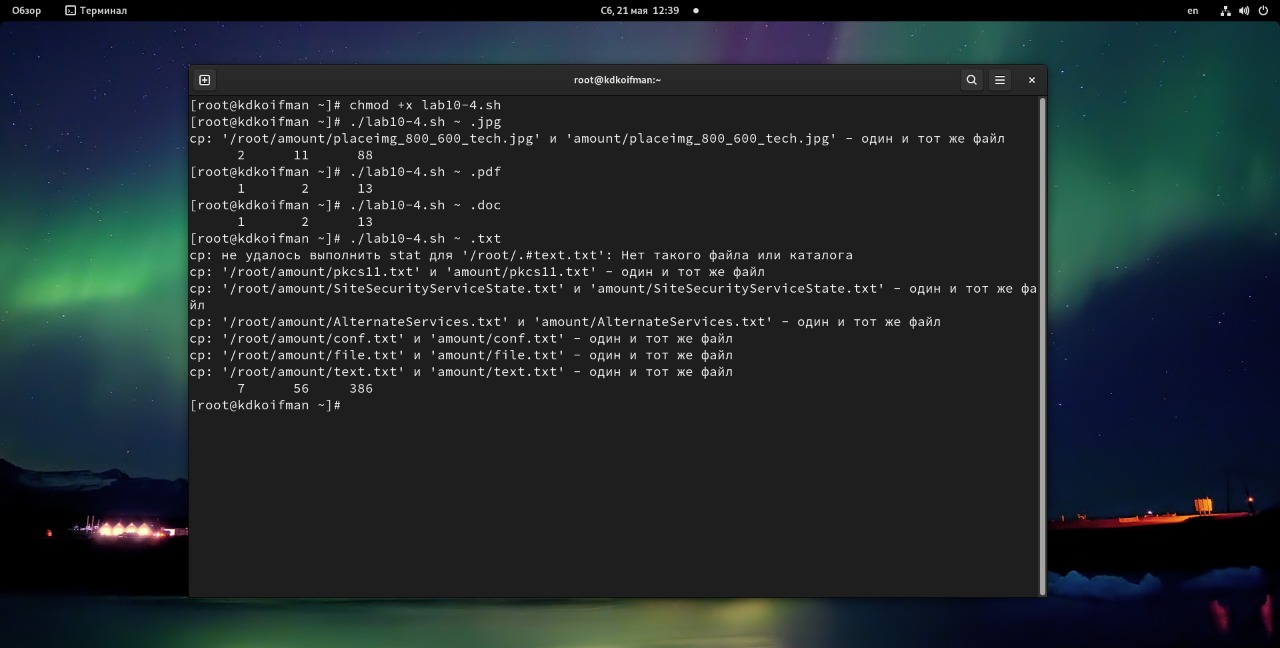 Обзор Терминал Сб, 21 мая 12:39 en
root@kdkoifman:~
[root@kdkoifman ~]# chmod +x lab10-4.sh
[root@kdkoifman ~]# ./lab10-4.sh ~ .jpg
cp: '/root/amount/placeimg_800_600_tech.jpg' и 'amount/placeimg_800_600_tech.jpg' - один и тот же файл
2 11 88
[root@kdkoifman ~]# ./lab10-4.sh ~ .pdf
1 2 13
[root@kdkoifman ~]# ./lab10-4.sh ~ .doc
1 2 13
[root@kdkoifman ~]# ./lab10-4.sh ~ .txt
cp: не удалось выполнить stat для '/root/.#text.txt': Нет такого файла или каталога
cp: '/root/amount/pkcs11.txt' и 'amount/pkcs11.txt' - один и тот же файл
cp: '/root/amount/SiteSecurityServiceState.txt' и 'amount/SiteSecurityServiceState.txt' - один и тот же фа
йл
cp: '/root/amount/AlternateServices.txt' и 'amount/AlternateServices.txt' - один и тот же файл
cp: '/root/amount/conf.txt' и 'amount/conf.txt' - один и тот же файл
cp: '/root/amount/file.txt' и 'amount/file.txt' - один и тот же файл
cp: '/root/amount/text.txt' и 'amount/text.txt' - один и тот же файл
7 56 386
[root@kdkoifman ~]#